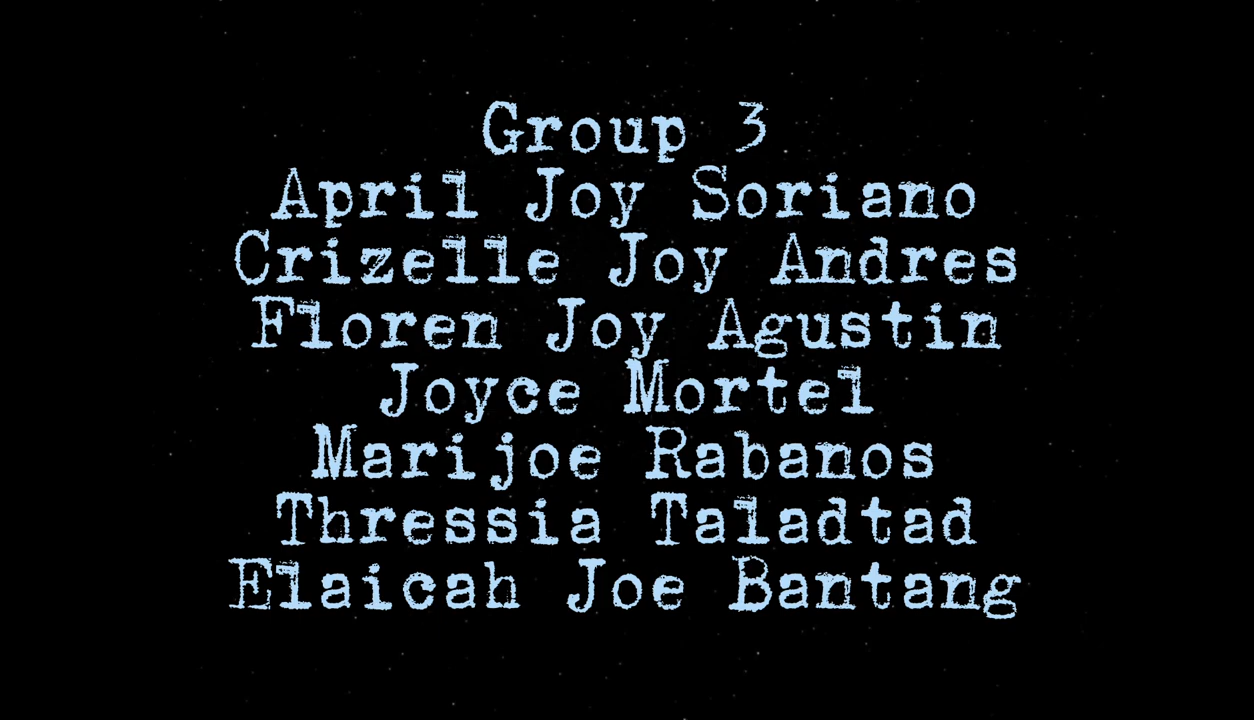 Group 3
April Joy Soriano
Crizelle Joy Andres
Floren Joy Agustin
Joyce Mortel
Marijoe Rabanos
Thressia Taladtad
Elaicah Joe Bantang